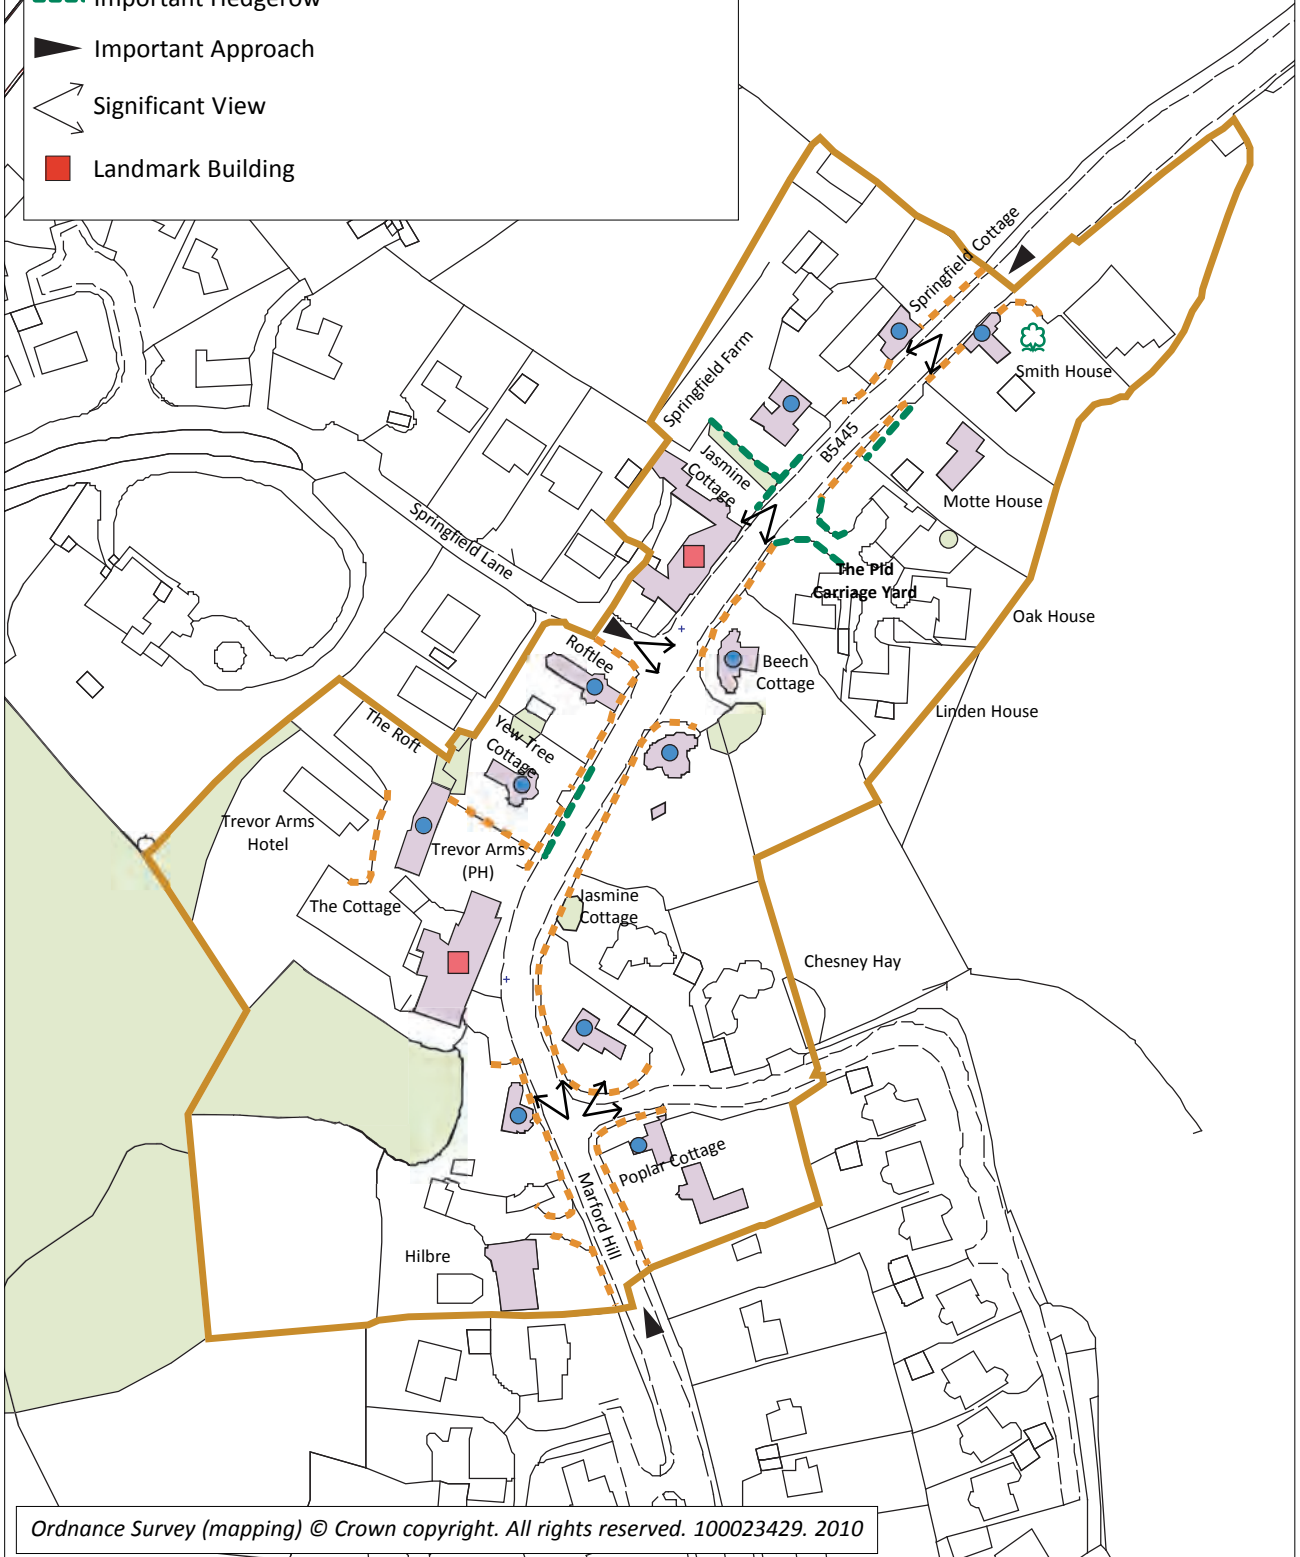 Important Hedgerow
Important Approach
Significant View
Landmark Building
Springfield Cottage
Springfield Farm
Smith House
B5445
Jasmine
Cottage
Motte House
Springfield Lane
The Pld
Carriage Yard
Oak House
Roftlee
Beech
Cottage
Linden House
The Roft
Yew Tree
Cottage
Trevor Arms
Hotel
Trevor Arms
(PH)
Jasmine
Cottage
The Cottage
Chesney Hay
Poplar Cottage
Marford Hill
Hilbre
Ordnance Survey (mapping) © Crown copyright. All rights reserved. 100023429. 2010